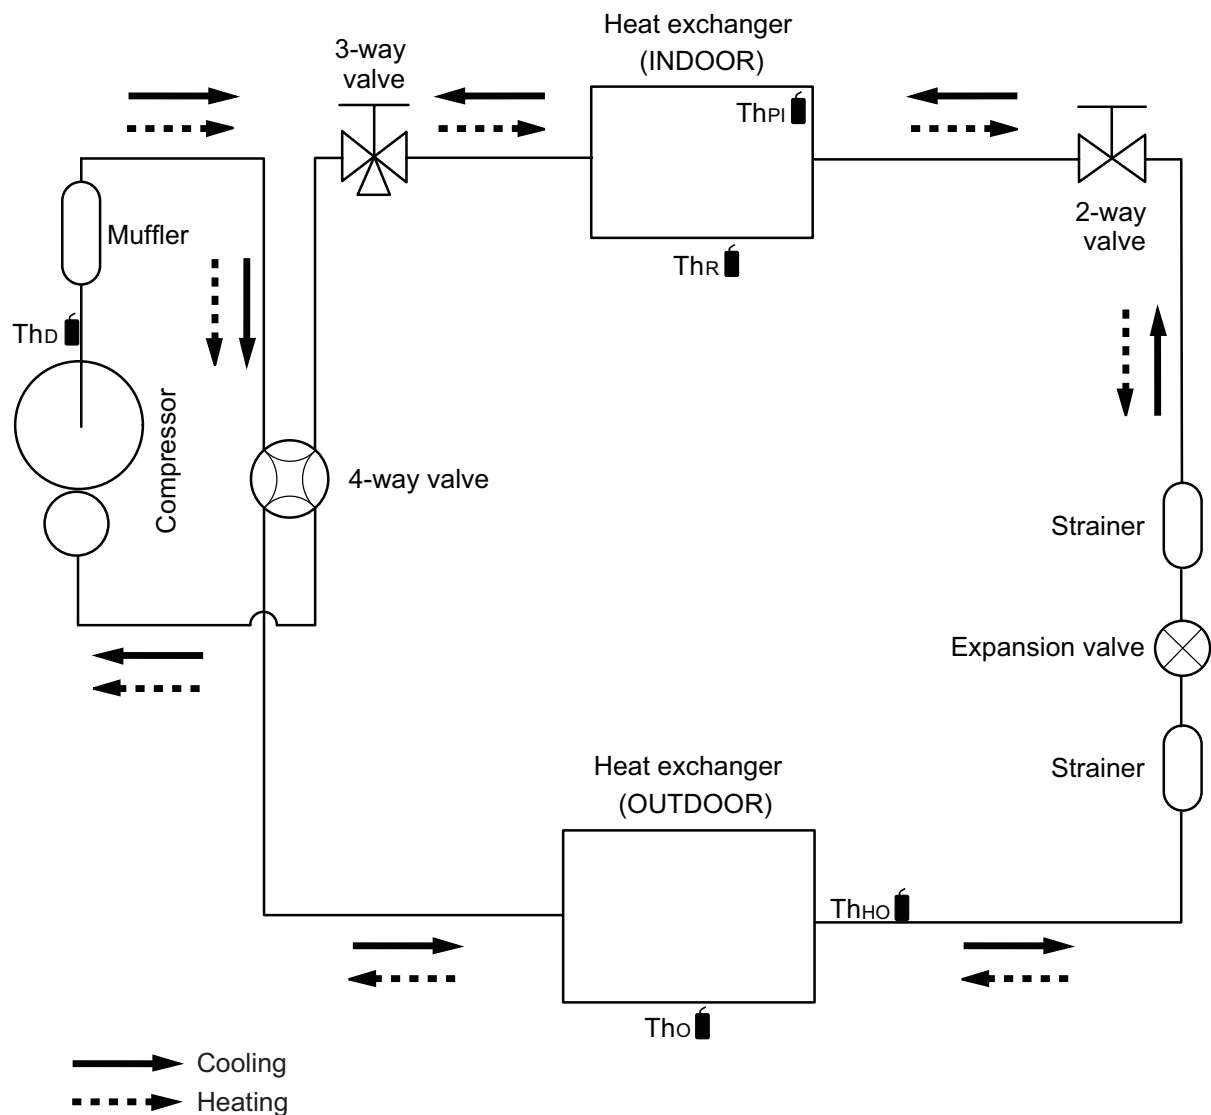 Heat exchanger
(INDOOR)
3-way
valve
ThPI
Muffler
2-way
valve
ThR
ThD
Compressor
4-way valve
Strainer
Expansion valve
Heat exchanger
(OUTDOOR)
Strainer
ThHO
ThO
Cooling
Heating